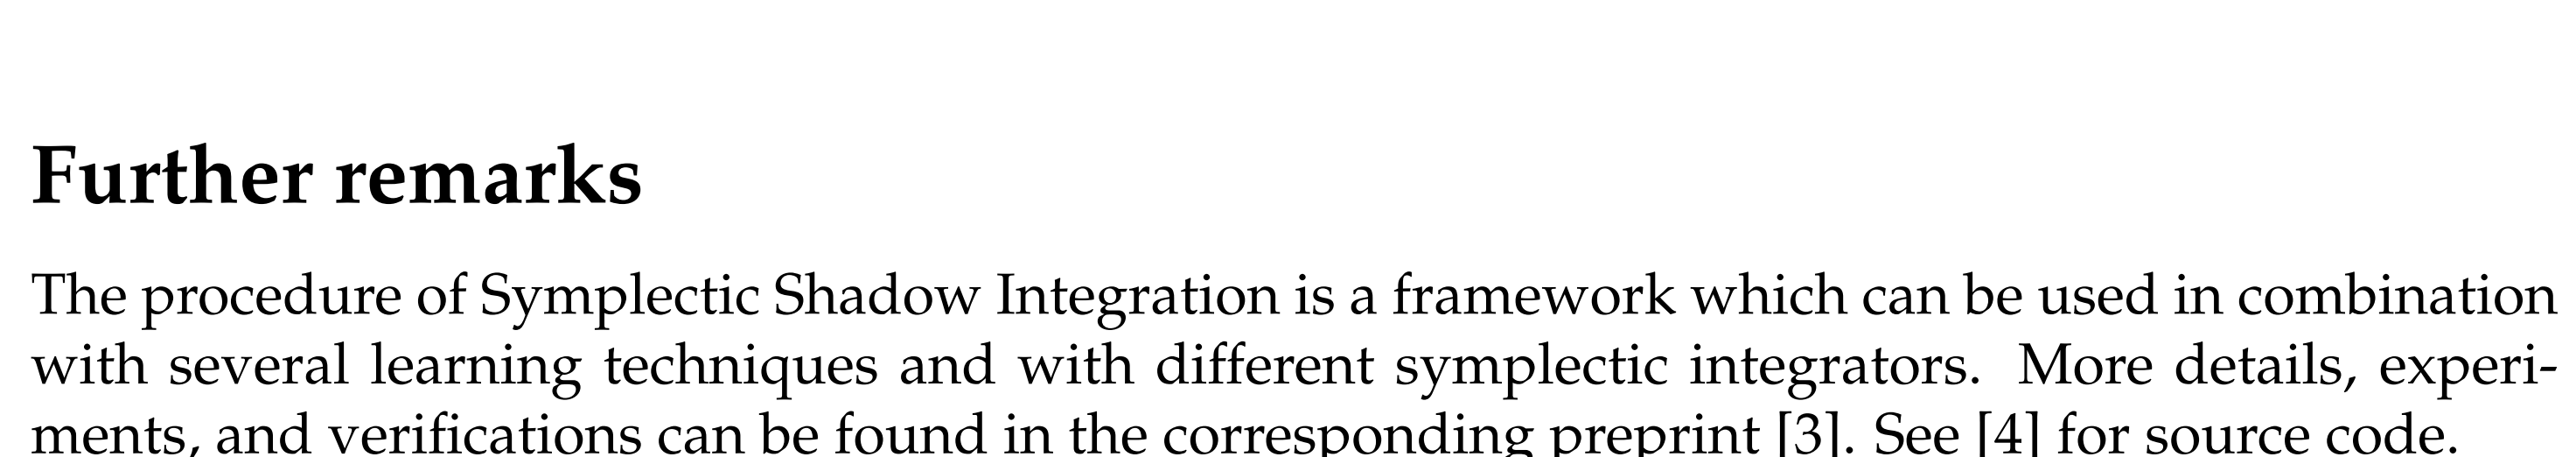 Further remarks
The procedure of Symplectic Shadow Integration is a framework which can be used in combination
with several learning techniques and with different symplectic integrators. More details, experi-
ments, and verifications can be found in the corresponding preprint [3]. See [4] for source code.